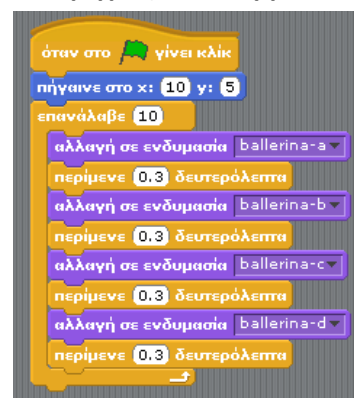 όταν στο γίνει κλίκ
πήγαινε στο x: 10 y: 5
επανάλαβε 10
αλλαγή σε ενδυμασία ballerina-a
περίμενε 0.3 δευτερόλεπτα
αλλαγή σε ενδυμασία ballerina-b
περίμενε 0.3 δευτερόλεπτα
αλλαγή σε ενδυμασία ballerina-c
περίμενε 0.3 δευτερόλεπτα
αλλαγή σε ενδυμασία ballerina-d
περίμενε 0.3 δευτερόλεπτα